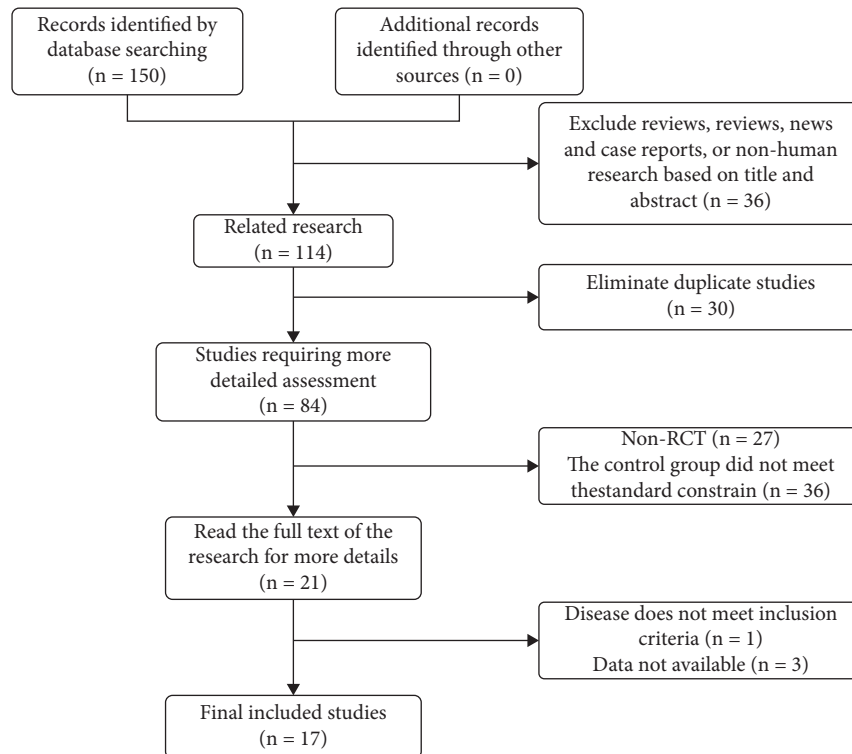 Records identified by
database searching
(n = 150)
Additional records
identified through other
sources (n = 0)
Exclude reviews, reviews, news
and case reports, or non-human
research based on title and
abstract (n = 36)
Related research
(n = 114)
Eliminate duplicate studies
(n = 30)
Studies requiring more
detailed assessment
(n = 84)
Non-RCT (n = 27)
The control group did not meet
thestandard constrain (n = 36)
Read the full text of the
research for more details
(n = 21)
Disease does not meet inclusion
criteria (n = 1)
Data not available (n = 3)
Final included studies
n = 17